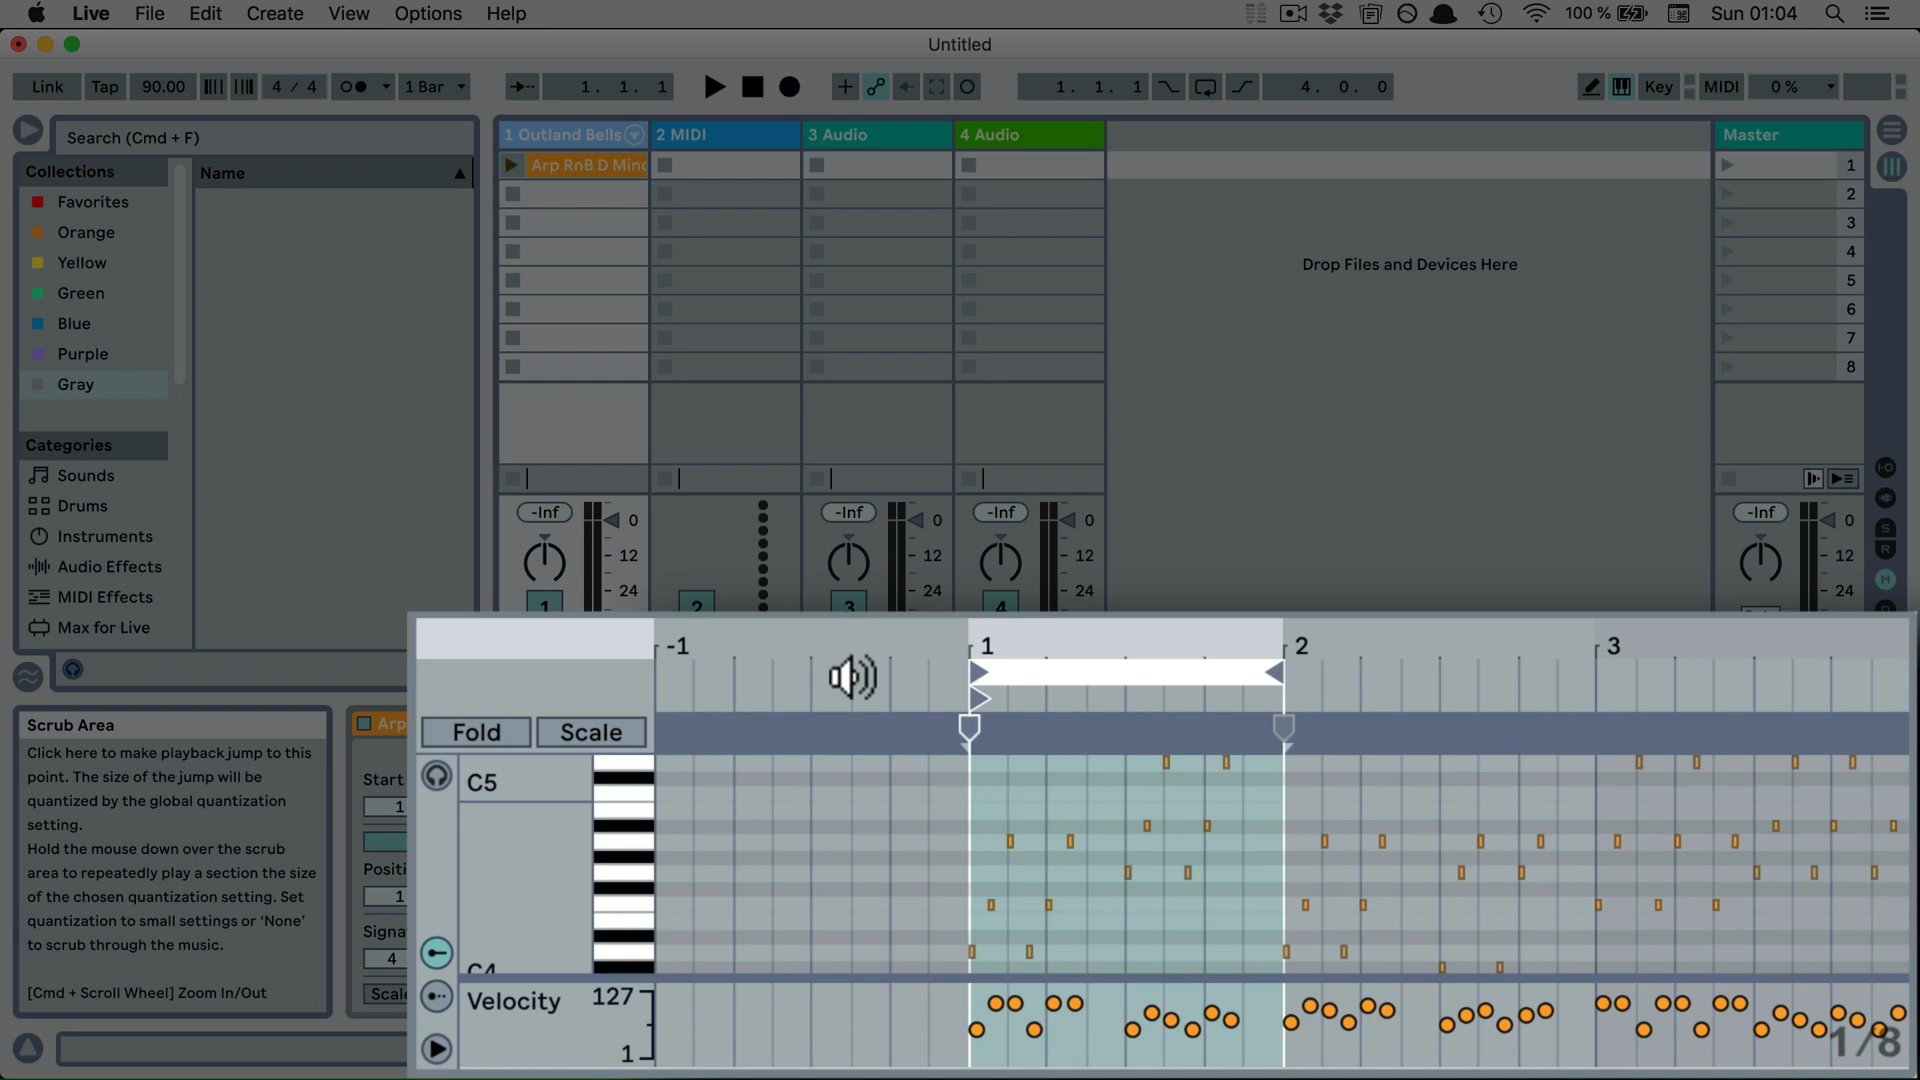 Live File Edit Create View Options Help 100 % Sun 01:04
Untitled
Link Tap 90.00 4 / 4 1 Bar 1. 1. 1 1. 1. 1 4. 0. 0 Key MIDI 0 %
Search (Cmd + F)
Collections
Name
Favorites
Orange
Yellow
Green
Blue
Purple
Gray
Categories
Sounds
Drums
Instruments
Audio Effects
MIDI Effects
Max for Live
1 Outland Bells 2 MIDI 3 Audio 4 Audio Master
Arp RnB D Mino
1
2
3
4
5
6
7
8
Drop Files and Devices Here
-Inf 0 -Inf 0 -Inf 0 -Inf 0
12 12 12 12
24 24 24 24
1 2 3 4
I·O
S
R
M
Scrub Area
Click here to make playback jump to this
point. The size of the jump will be
quantized by the global quantization
setting.
Hold the mouse down over the scrub
area to repeatedly play a section the size
of the chosen quantization setting. Set
quantization to small settings or ‘None’
to scrub through the music.
[Cmd + Scroll Wheel] Zoom In/Out
Arp
Start
1
Positi
1
Signa
4
Scale
-1 1 2 3
Fold Scale
C5
C4
Velocity 127
1
1/8